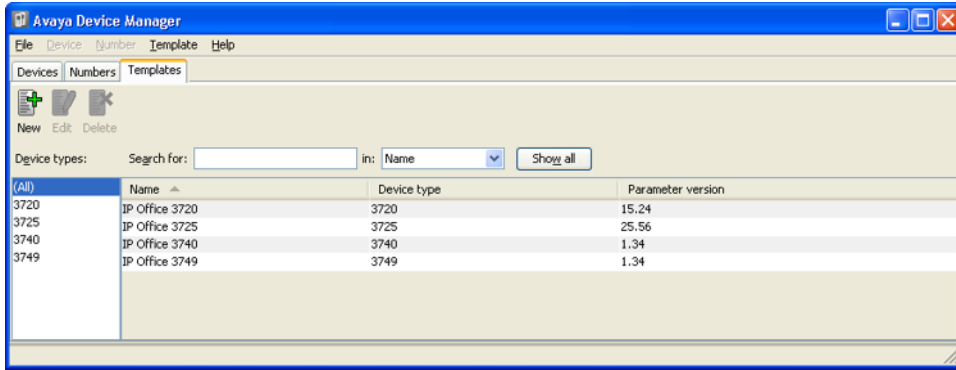 Avaya Device Manager
File Device Number Template Help
Devices Numbers Templates
New Edit Delete
Device types: Search for: in: Name Show all
(All) Name Device type Parameter version
3720 IP Office 3720 3720 15.24
3725 IP Office 3725 3725 25.56
3740 IP Office 3740 3740 1.34
3749 IP Office 3749 3749 1.34